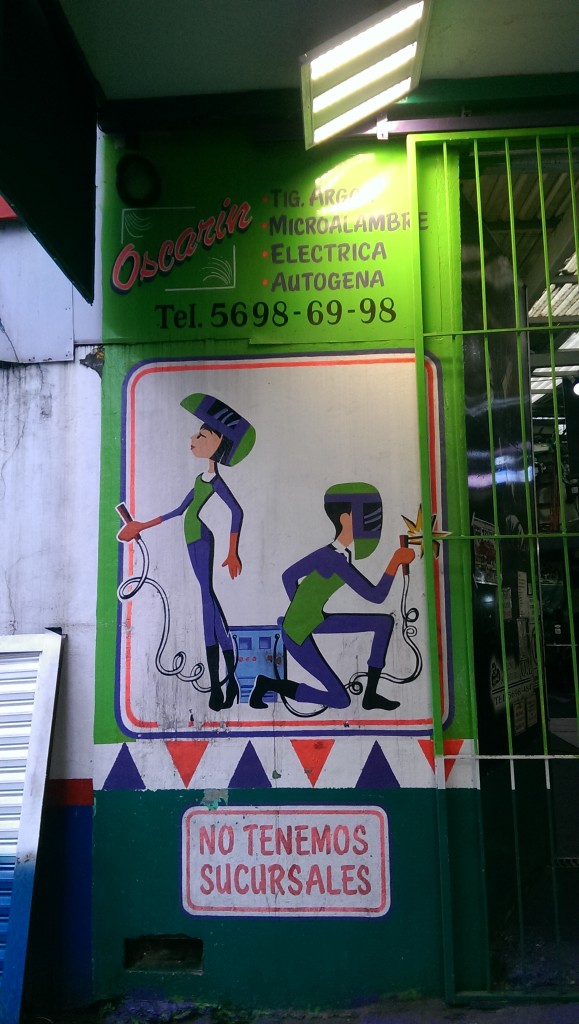 Oscarin
• TIG. ARGON
• MICROALAMBRE
• ELECTRICA
• AUTOGENA
Tel. 5698-69-98
NO TENEMOS
SUCURSALES